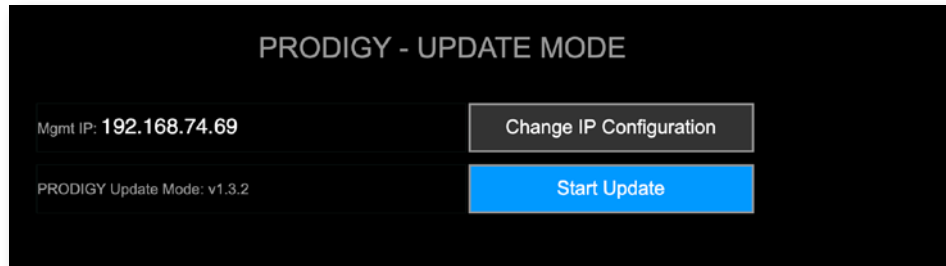 PRODIGY - UPDATE MODE
Mgmt IP: 192.168.74.69
Change IP Configuration
PRODIGY Update Mode: v1.3.2
Start Update